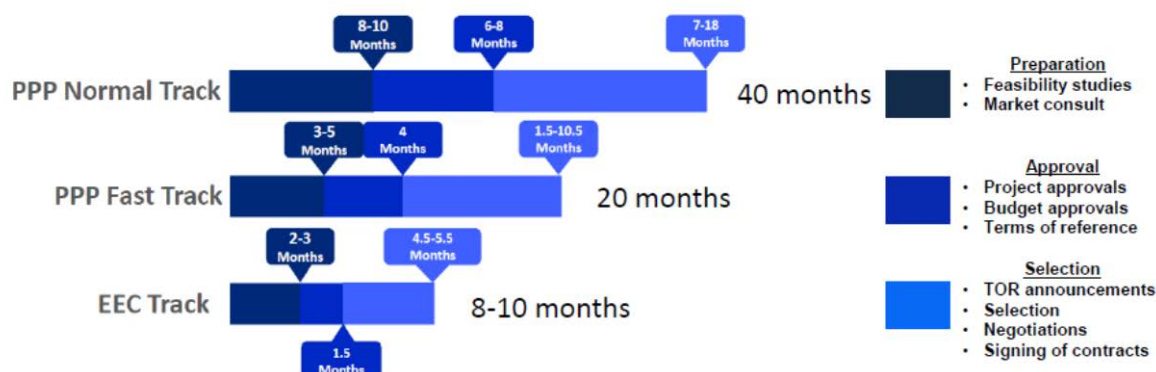 8-10
Months
6-8
Months
7-18
Months
PPP Normal Track
40 months
3-5
Months
4
Months
1.5-10.5
Months
PPP Fast Track
20 months
2-3
Months
4.5-5.5
Months
EEC Track
8-10 months
1.5
Months
Preparation
• Feasibility studies
• Market consult
Approval
• Project approvals
• Budget approvals
• Terms of reference
Selection
• TOR announcements
• Selection
• Negotiations
• Signing of contracts